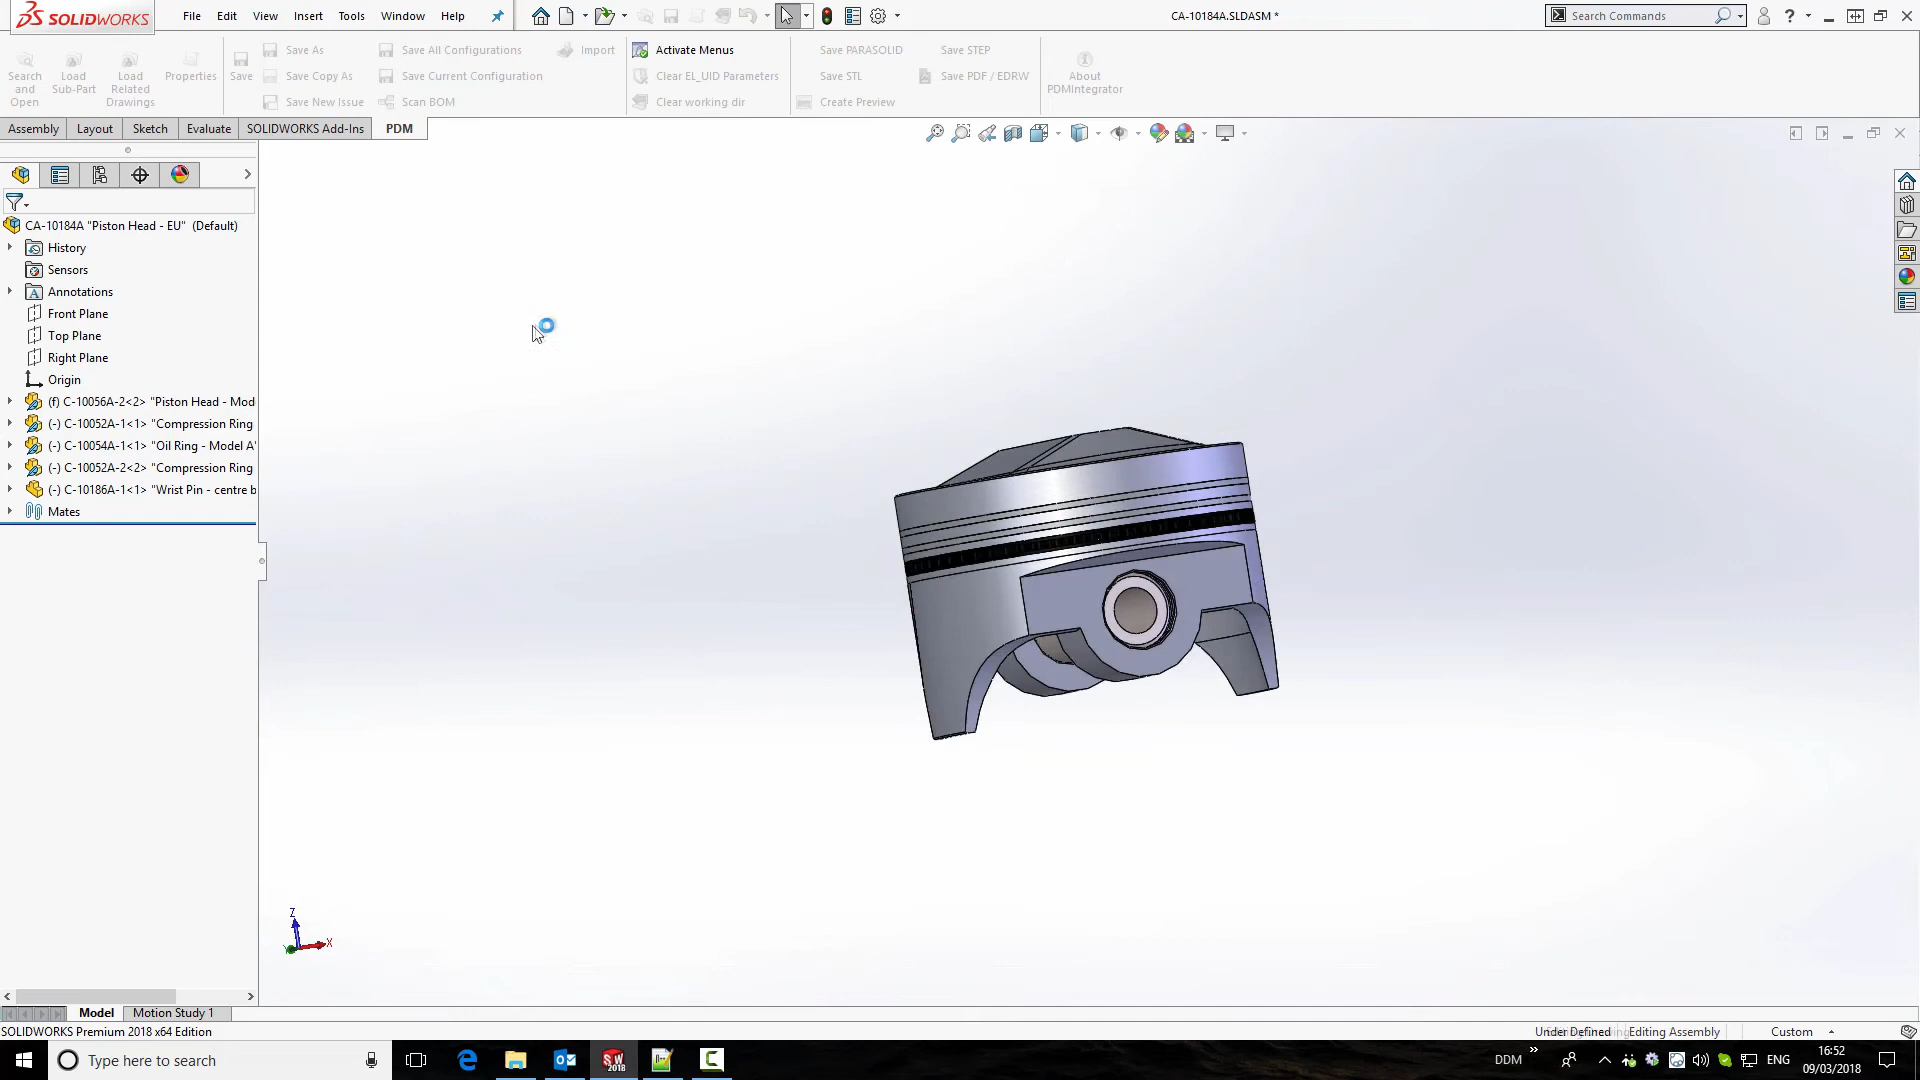 SOLIDWORKS File Edit View Insert Tools Window Help CA-10184A.SLDASM * Search Commands ?
Search and Open
Load Sub-Part
Load Related Drawings
Properties
Save
Save As
Save Copy As
Save New Issue
Save All Configurations
Save Current Configuration
Scan BOM
Import
Activate Menus
Clear EL_UID Parameters
Clear working dir
Save PARASOLID
Save STL
Create Preview
Save STEP
Save PDF / EDRW
About PDMIntegrator
Assembly Layout Sketch Evaluate SOLIDWORKS Add-Ins PDM
CA-10184A "Piston Head - EU" (Default)
History
Sensors
A Annotations
Front Plane
Top Plane
Right Plane
Origin
(f) C-10056A-2<2> "Piston Head - Mod
(-) C-10052A-1<1> "Compression Ring
(-) C-10054A-1<1> "Oil Ring - Model A"
(-) C-10052A-2<2> "Compression Ring
(-) C-10186A-1<1> "Wrist Pin - centre b
Mates
Z
X
Model Motion Study 1
SOLIDWORKS Premium 2018 x64 Edition Under Defined Editing Assembly Custom
Type here to search SW 2018 DDM ENG 16:52
09/03/2018